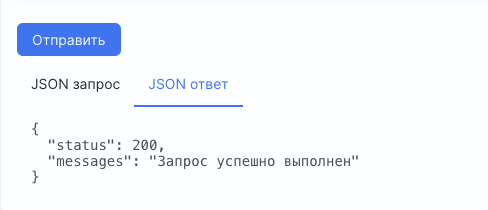 Отправить
JSON запрос JSON ответ
{
"status": 200,
"messages": "Запрос успешно выполнен"
}